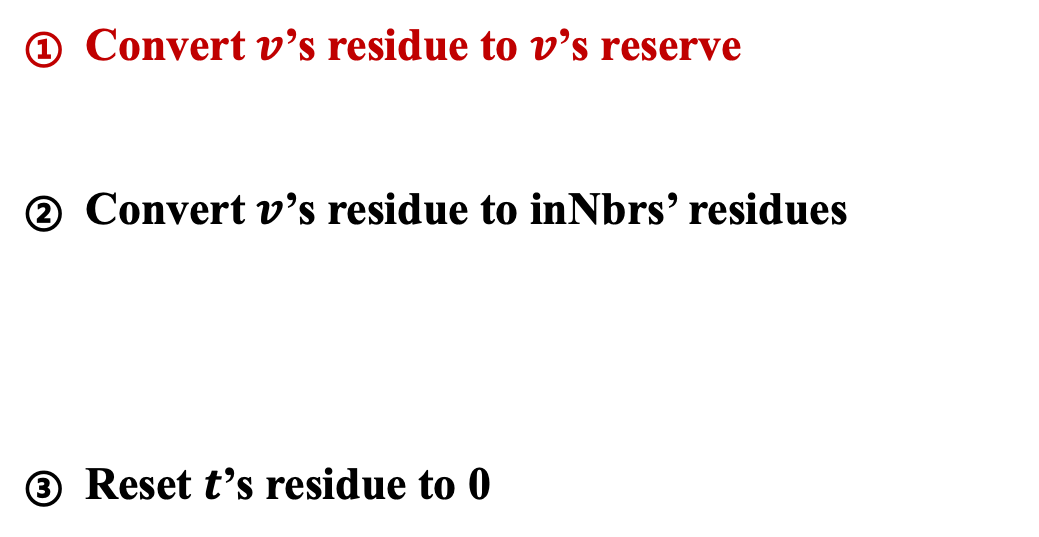 ① Convert 𝒗’s residue to 𝒗’s reserve
② Convert 𝒗’s residue to inNbrs’ residues
③ Reset 𝒕’s residue to 0